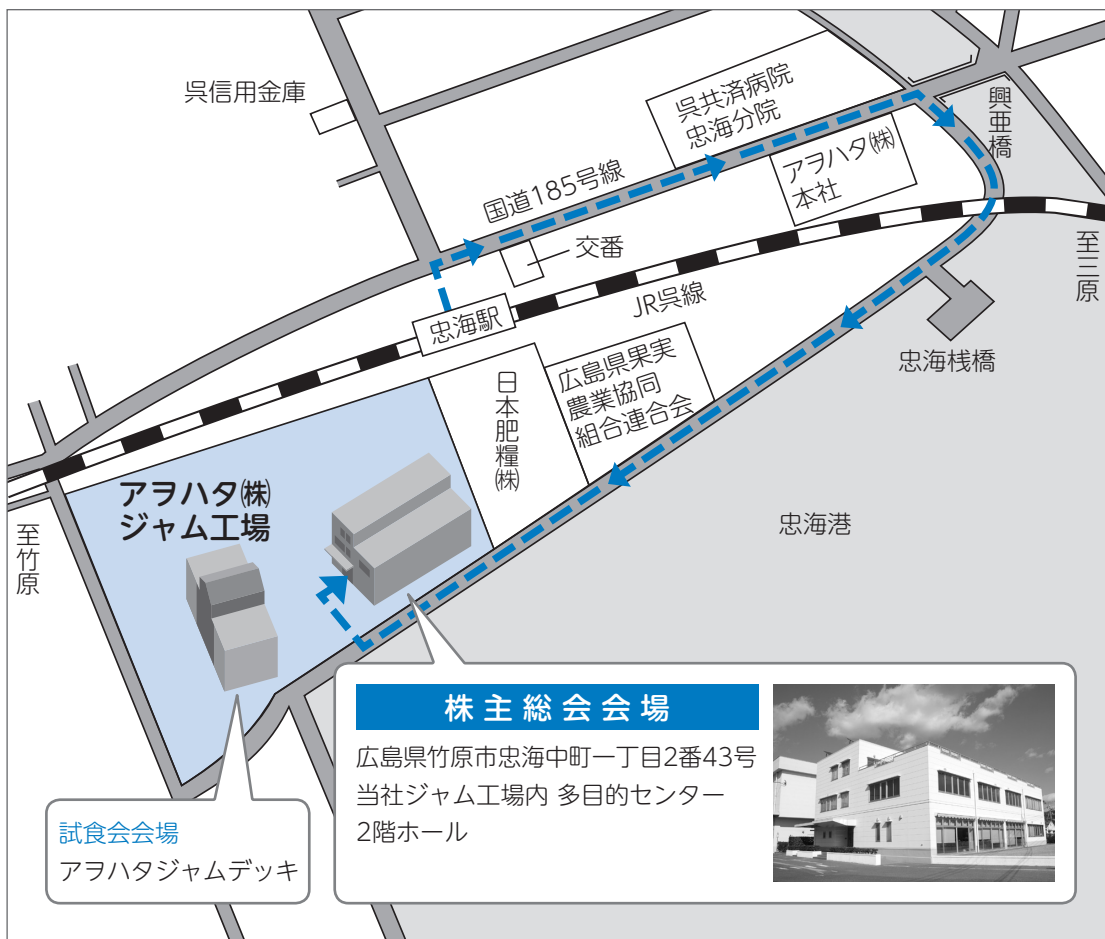 呉信用金庫
呉共済病院
忠海分院
興亜橋
アヲハタ㈱
本社
国道185号線
交番
至三原
JR呉線
忠海駅
忠海桟橋
広島県果実
農業協同
組合連合会
日本肥糧㈱
アヲハタ㈱
ジャム工場
忠海港
至竹原
株主総会会場
広島県竹原市忠海中町一丁目2番43号
当社ジャム工場内 多目的センター
2階ホール
試食会会場
アヲハタジャムデッキ